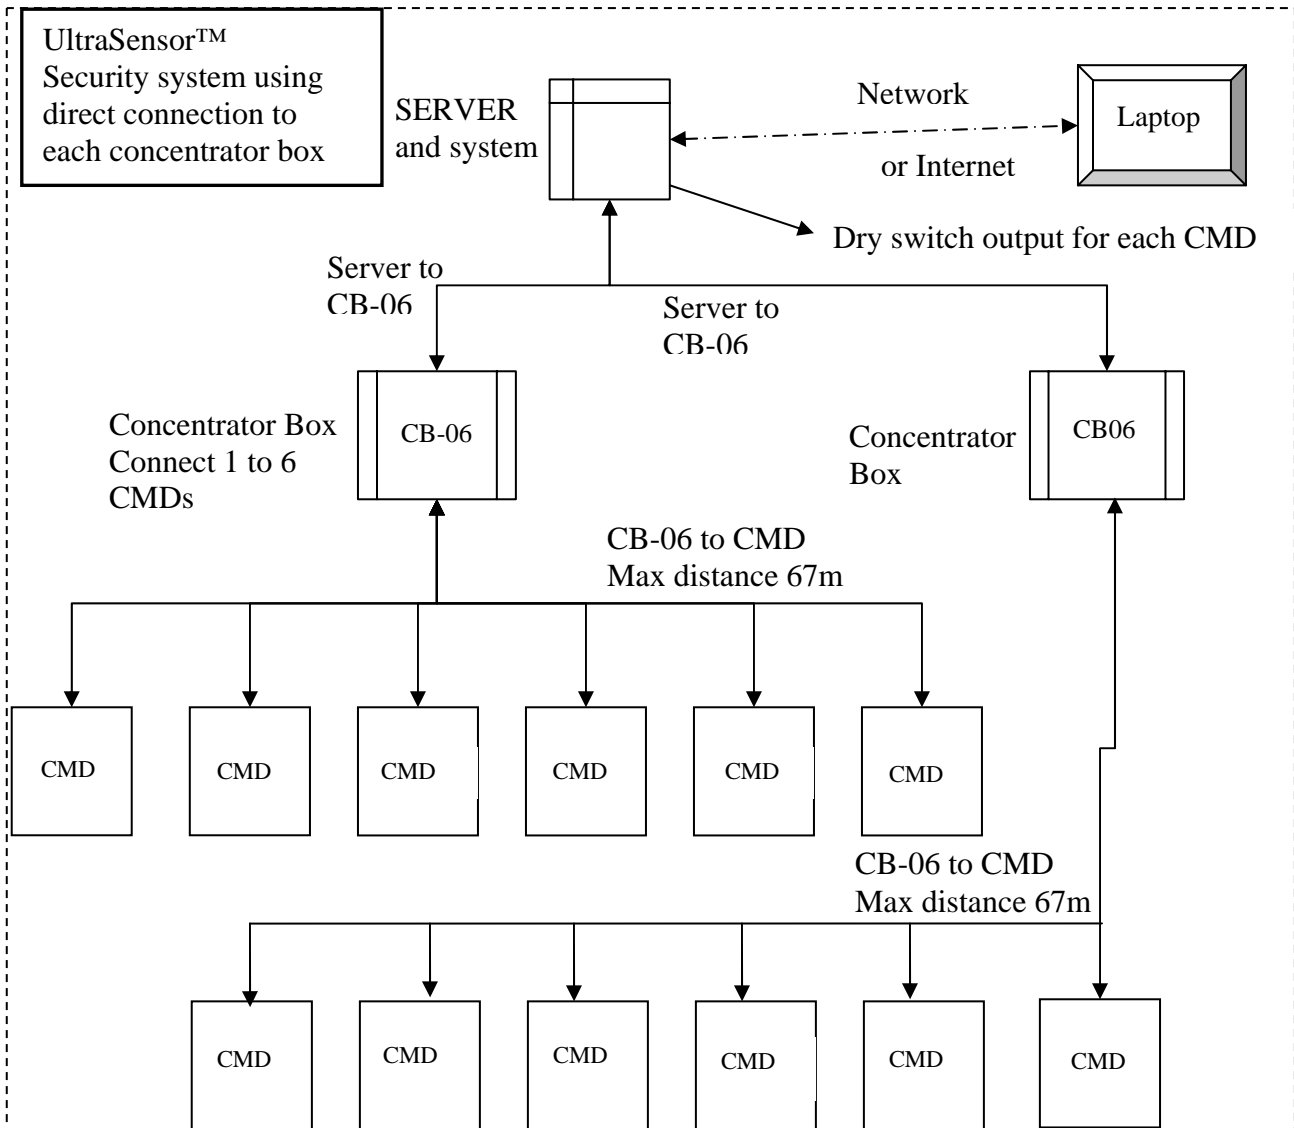 UltraSensor™
Security system using
direct connection to
each concentrator box
SERVER
and system
Network
or Internet
Laptop
Dry switch output for each CMD
Server to
CB-06
Server to
CB-06
Concentrator Box
Connect 1 to 6
CMDs
CB-06
Concentrator
Box
CB06
CB-06 to CMD
Max distance 67m
CMD
CMD
CMD
CMD
CMD
CMD
CB-06 to CMD
Max distance 67m
CMD
CMD
CMD
CMD
CMD
CMD